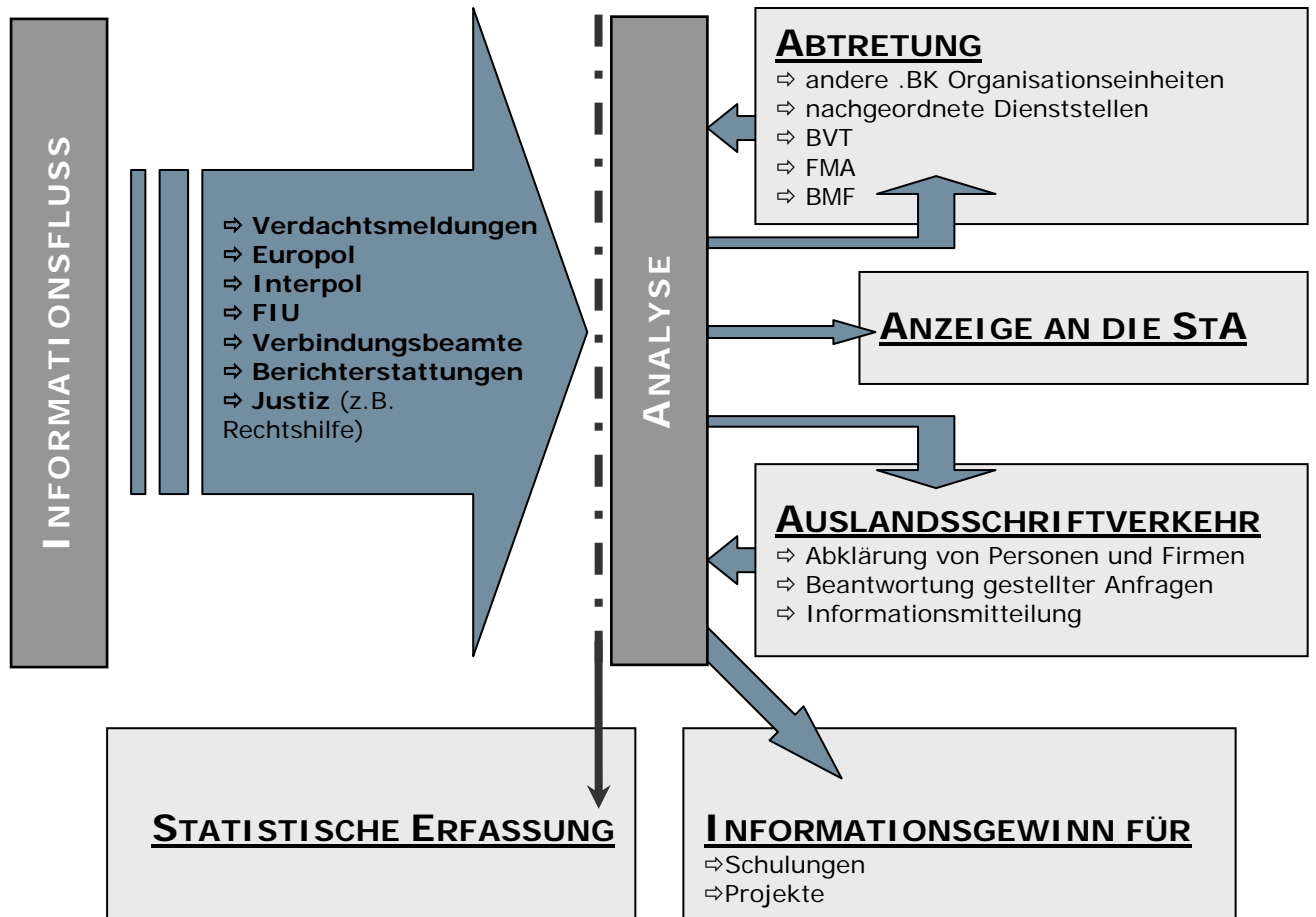 INFORMATIONSFLUSS
⇨ Verdachtsmeldungen
⇨ Europol
⇨ Interpol
⇨ FIU
⇨ Verbindungsbeamte
⇨ Berichterstattungen
⇨ Justiz (z.B.
Rechtshilfe)
ANALYSE
ABTRETUNG
⇨ andere .BK Organisationseinheiten
⇨ nachgeordnete Dienststellen
⇨ BVT
⇨ FMA
⇨ BMF
ANZEIGE AN DIE STA
AUSLANDSSCHRIFTVERKEHR
⇨ Abklärung von Personen und Firmen
⇨ Beantwortung gestellter Anfragen
⇨ Informationsmitteilung
STATISTISCHE ERFASSUNG
INFORMATIONSGEWINN FÜR
⇨Schulungen
⇨Projekte